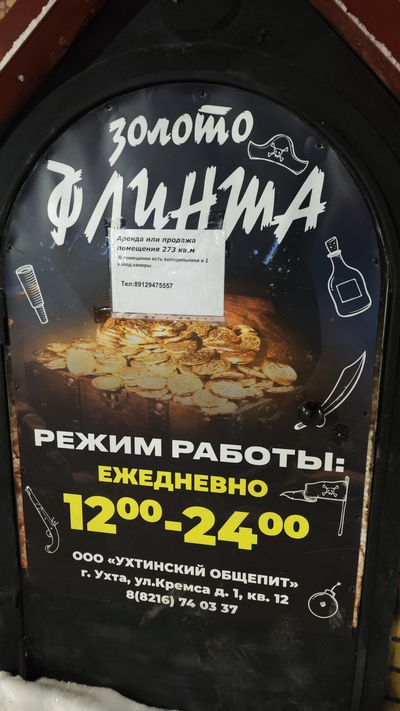 золото
ФЛИНТА
Аренда или продажа
помещения 273 кв.м
В помещении есть холодильники и 2
холод.камеры.
Тел:89129475557
РЕЖИМ РАБОТЫ:
ЕЖЕДНЕВНО
12⁰⁰-24⁰⁰
ООО «УХТИНСКИЙ ОБЩЕПИТ»
г. Ухта, ул.Кремса д. 1, кв. 12
8(8216) 74 03 37